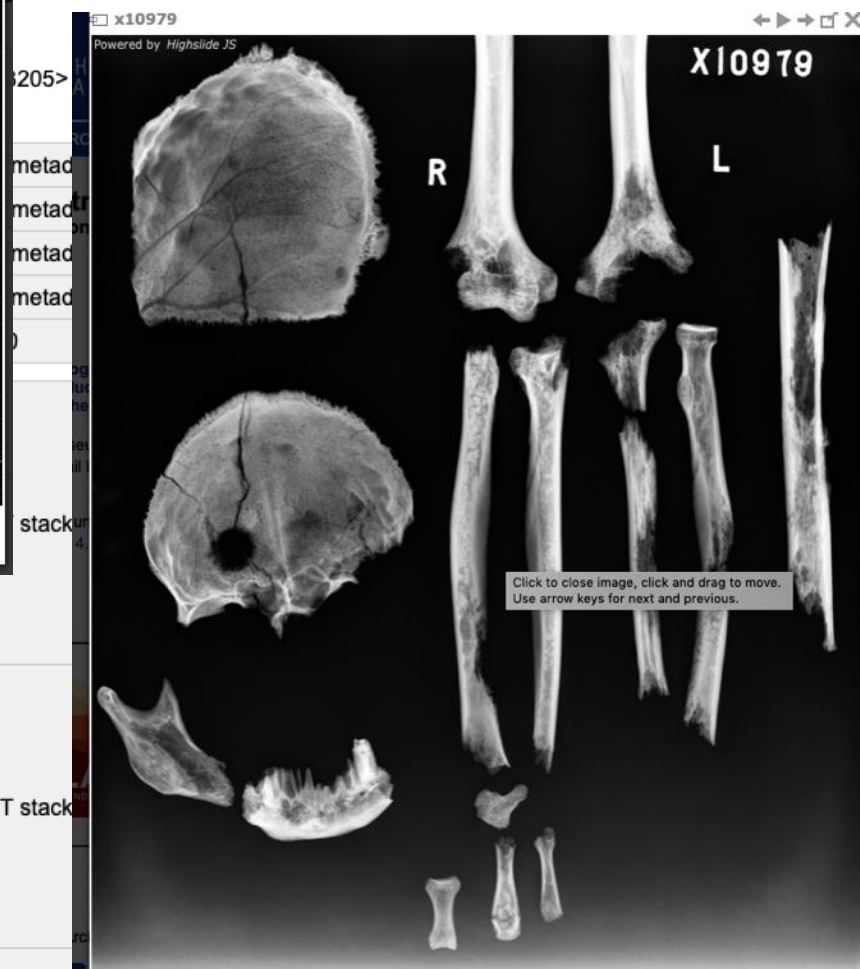 x10979
Powered by Highslide JS
X10979
R
L
205>
metad
metad
metad
metad
stack
T stack
Click to close image, click and drag to move.
Use arrow keys for next and previous.